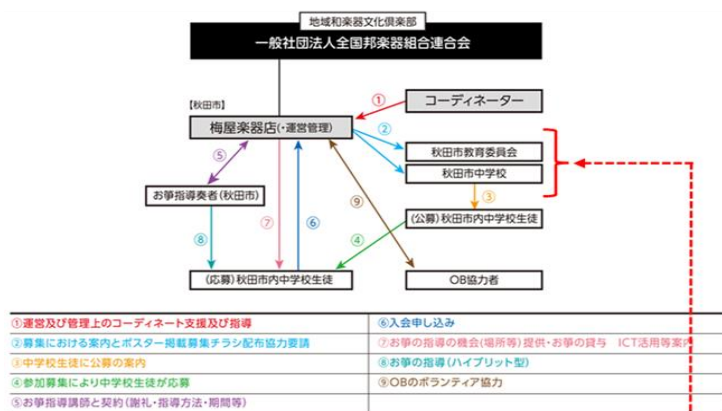 地域和楽器文化倶楽部
一般社団法人全国邦楽器組合連合会
【秋田市】
梅屋楽器店(・運営管理)
①
コーディネーター
②
秋田市教育委員会
秋田市中学校
⑤
お箏指導奏者(秋田市)
③
⑨
(公募)秋田市内中学校生徒
⑧
⑦
⑥
④
(応募)秋田市内中学校生徒
OB協力者
①運営及び管理上のコーディネート支援及び指導
⑥入会申し込み
②募集における案内とポスター掲載募集チラシ配布協力要請
⑦お箏の指導の機会(場所等)提供・お箏の貸与 ICT活用等案内
③中学校生徒に公募の案内
⑧お箏の指導(ハイブリット型)
④参加募集により中学校生徒が応募
⑨OBのボランティア協力
⑤お箏指導講師と契約(謝礼・指導方法・期間等)